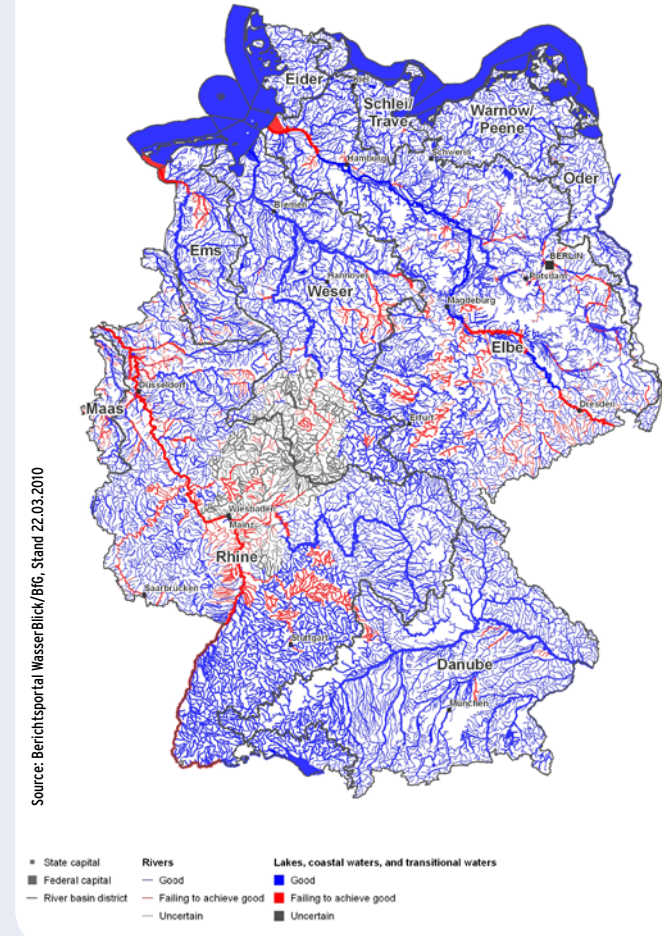 Eider
Kiel
Schlei/
Trave
Warnow/
Peene
Hamburg
Schwerin
Oder
Bremen
Ems
BERLIN
Hannover
Potsdam
Weser
Magdeburg
Elbe
Düsseldorf
Dresden
Maas
Erfurt
Wiesbaden
Mainz
Rhine
Saarbrücken
Stuttgart
Danube
München
Source: Berichtsportal WasserBlick/BfG, Stand 22.03.2010
State capital
Federal capital
River basin district
Rivers
Good
Failing to achieve good
Uncertain
Lakes, coastal waters, and transitional waters
Good
Failing to achieve good
Uncertain